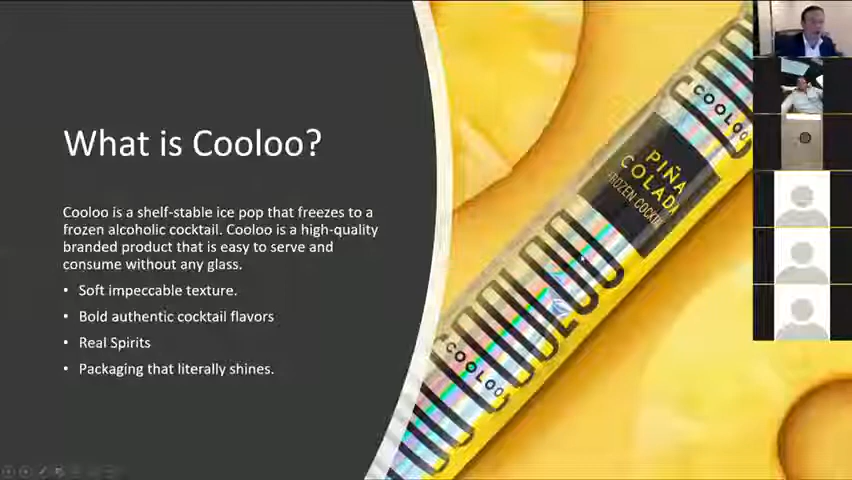 What is Cooloo?
Cooloo is a shelf-stable ice pop that freezes to a
frozen alcoholic cocktail. Cooloo is a high-quality
branded product that is easy to serve and
consume without any glass.
• Soft impeccable texture.
• Bold authentic cocktail flavors
• Real Spirits
• Packaging that literally shines.
COOLOO
PIÑA
COLADA
FROZEN COCKT
COOLOO
COOLOO